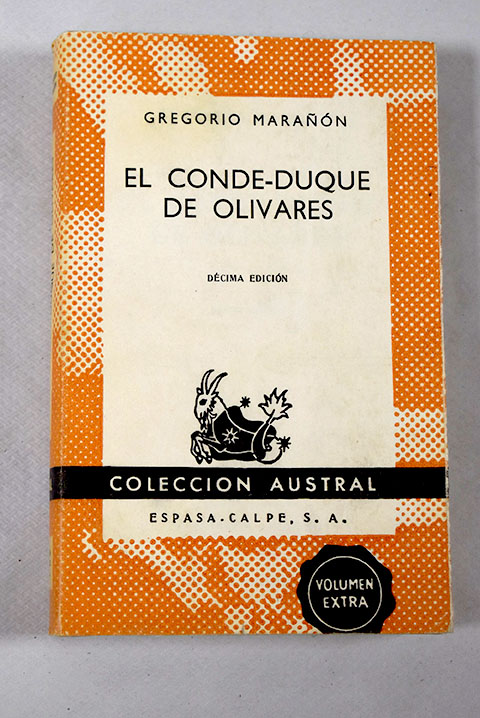 GREGORIO MARAÑÓN
EL CONDE-DUQUE
DE OLIVARES
DÉCIMA EDICIÓN
COLECCION AUSTRAL
ESPASA-CALPE, S. A.
VOLUMEN
EXTRA